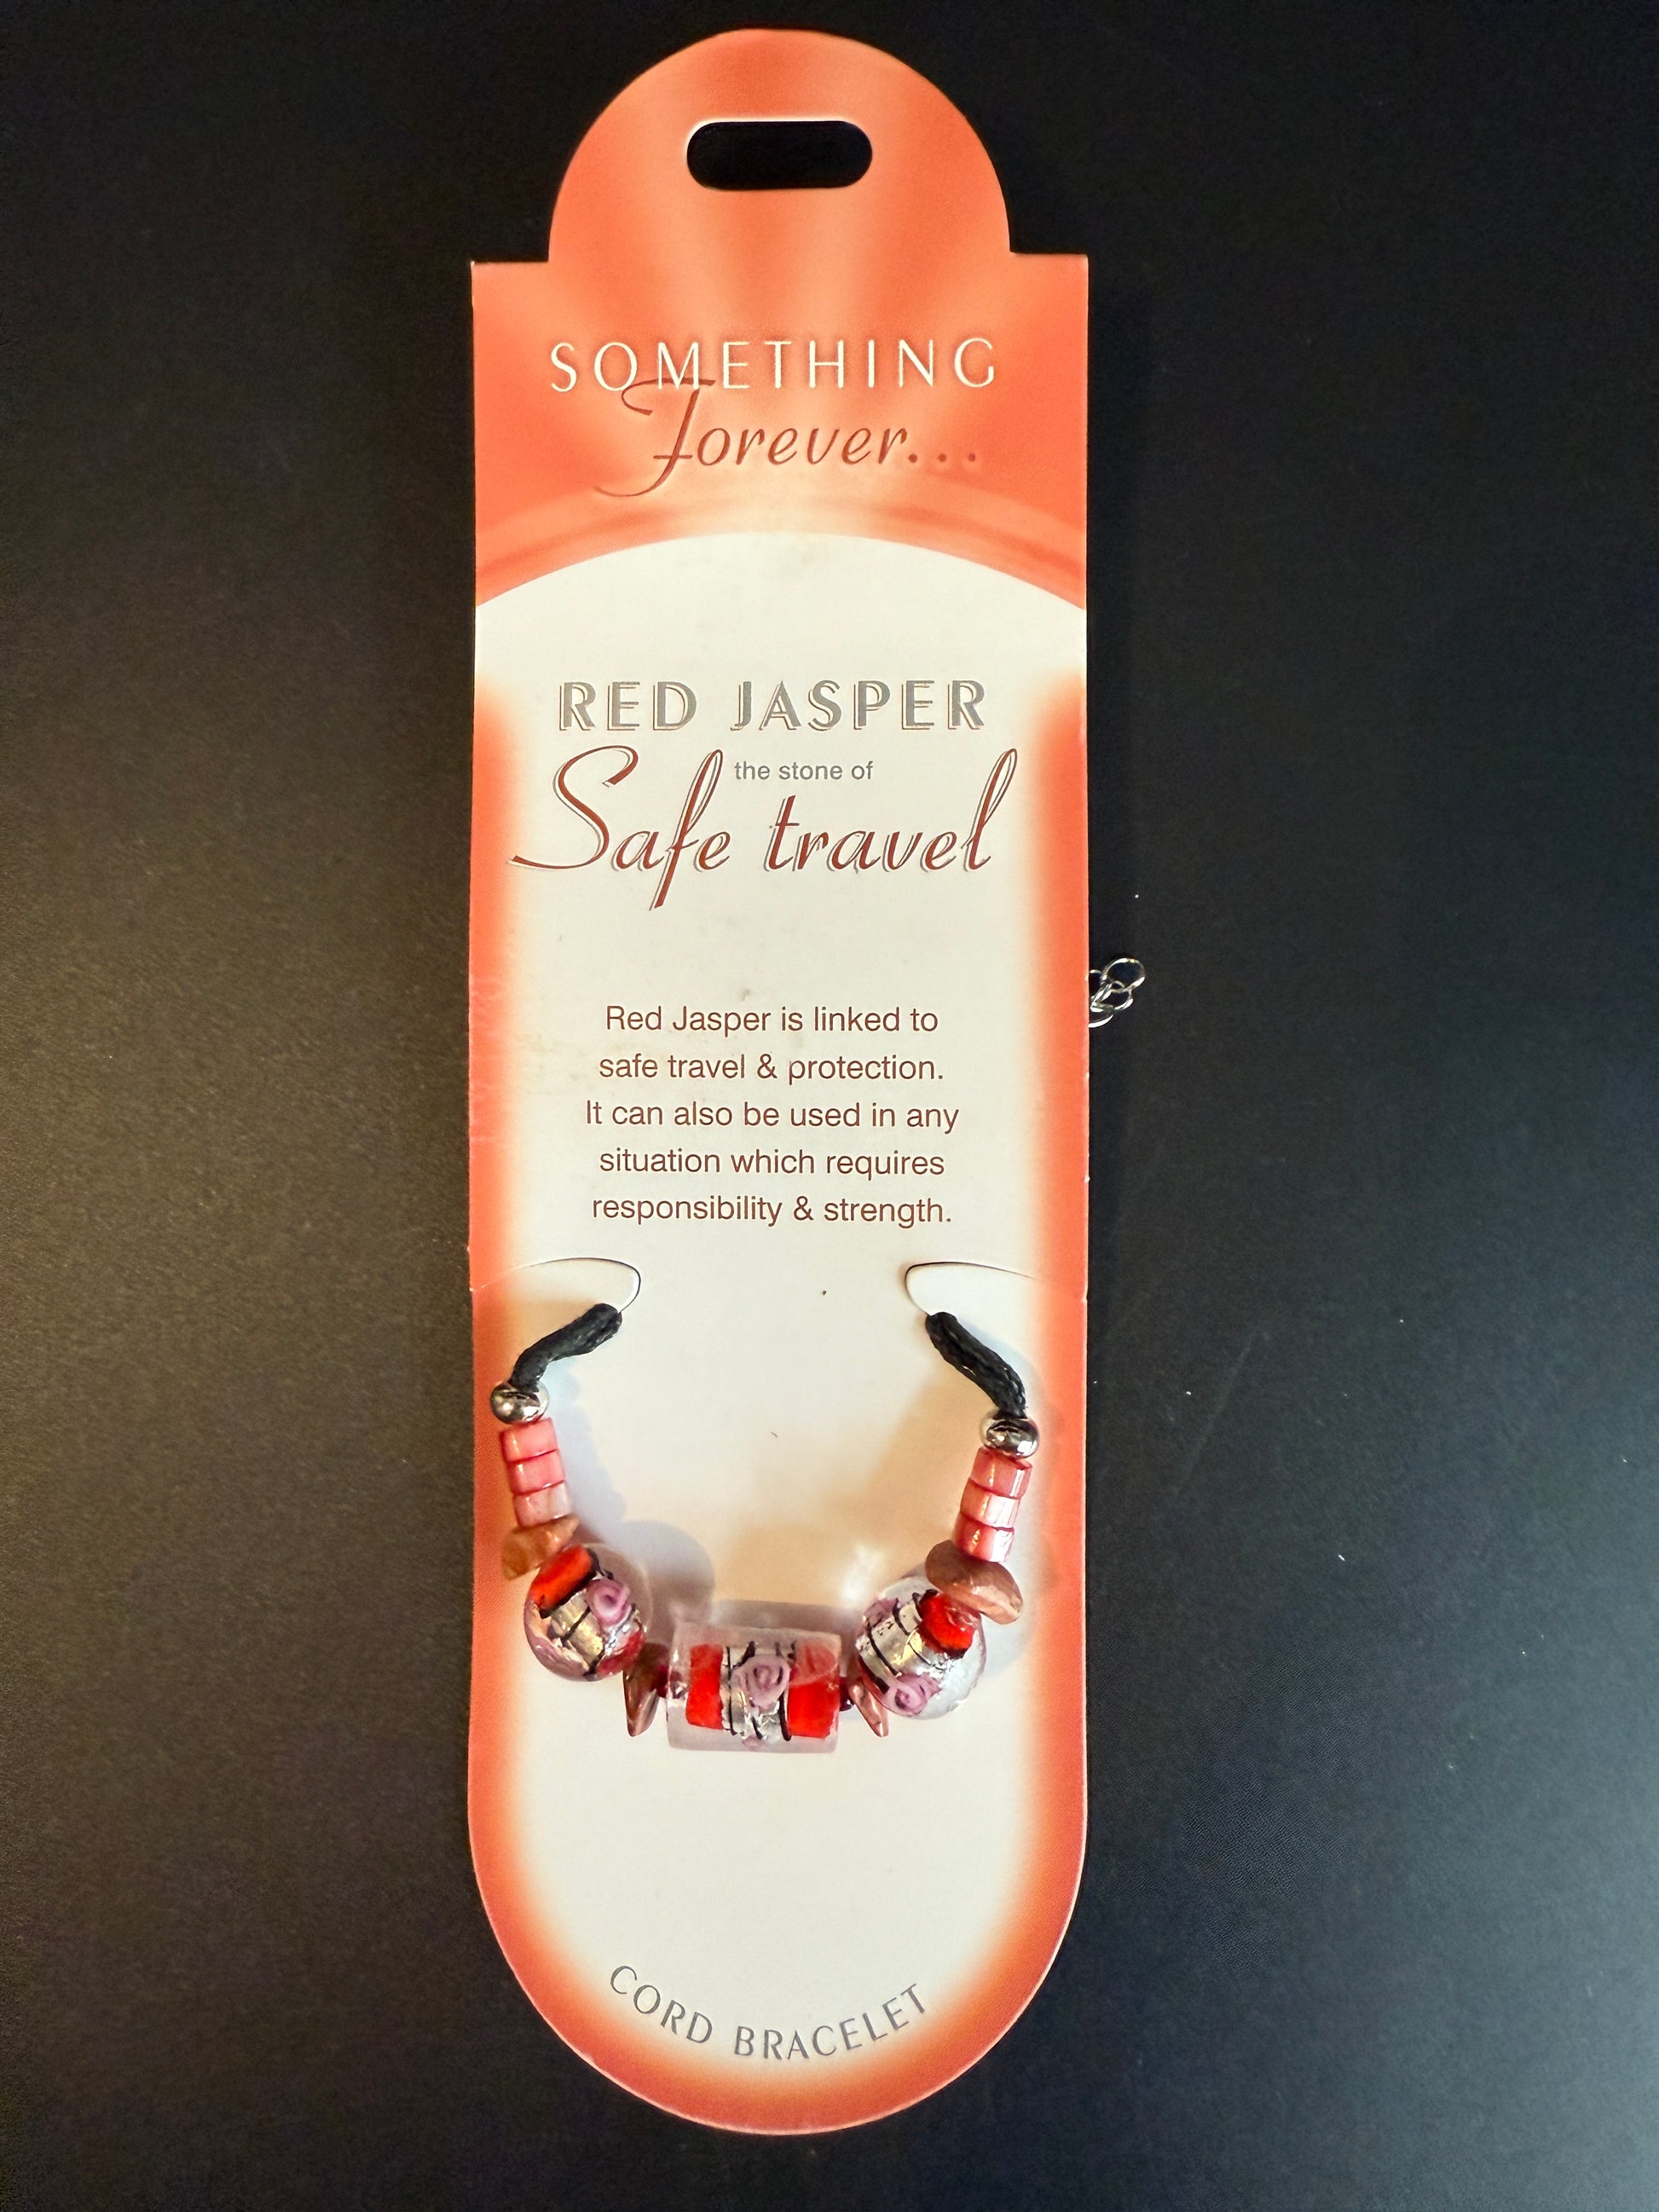 SOMETHING
Forever...
RED JASPER
the stone of
Safe travel
Red Jasper is linked to
safe travel & protection.
It can also be used in any
situation which requires
responsibility & strength.
CORD BRACELET